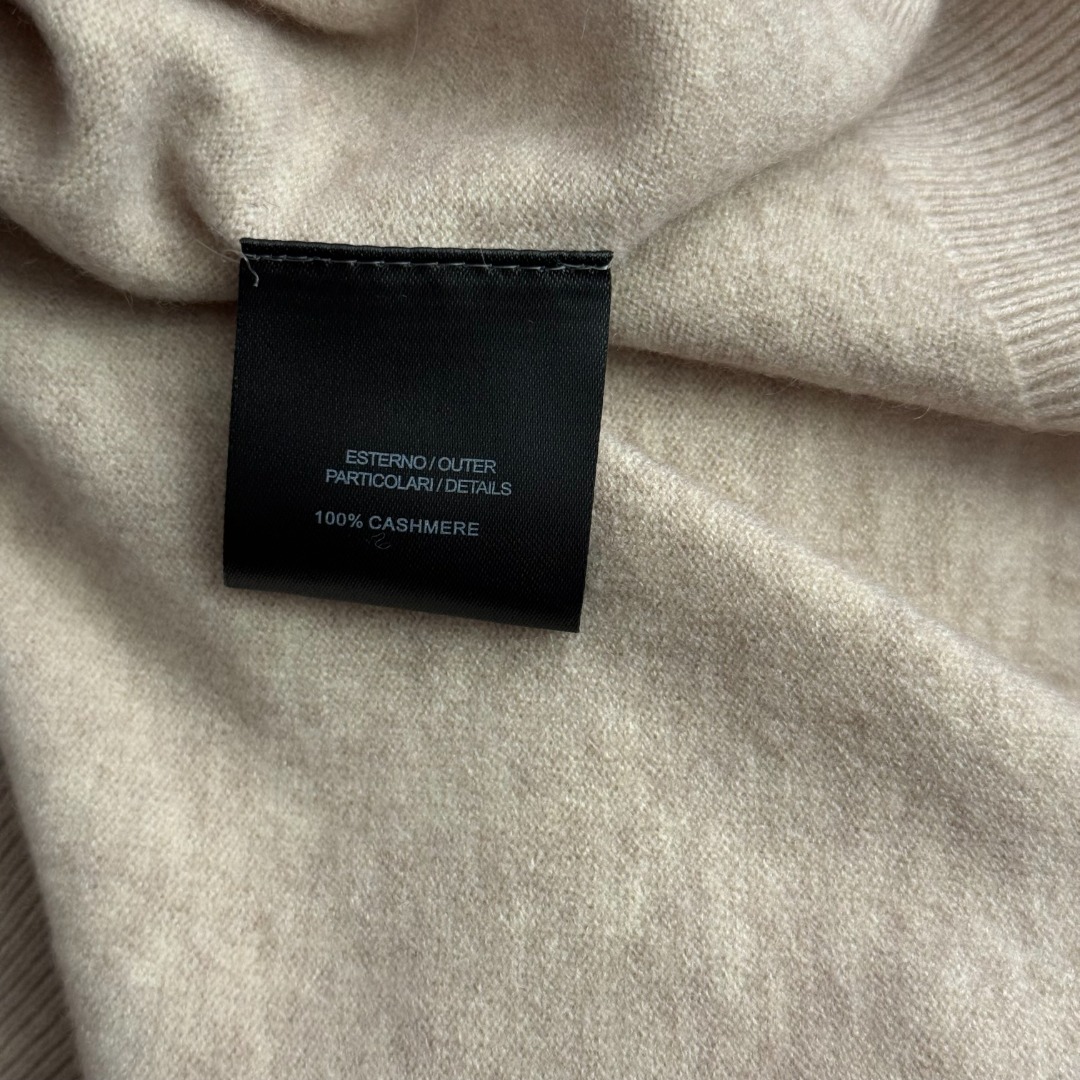 ESTERNO / OUTER
PARTICOLARI / DETAILS
100% CASHMERE